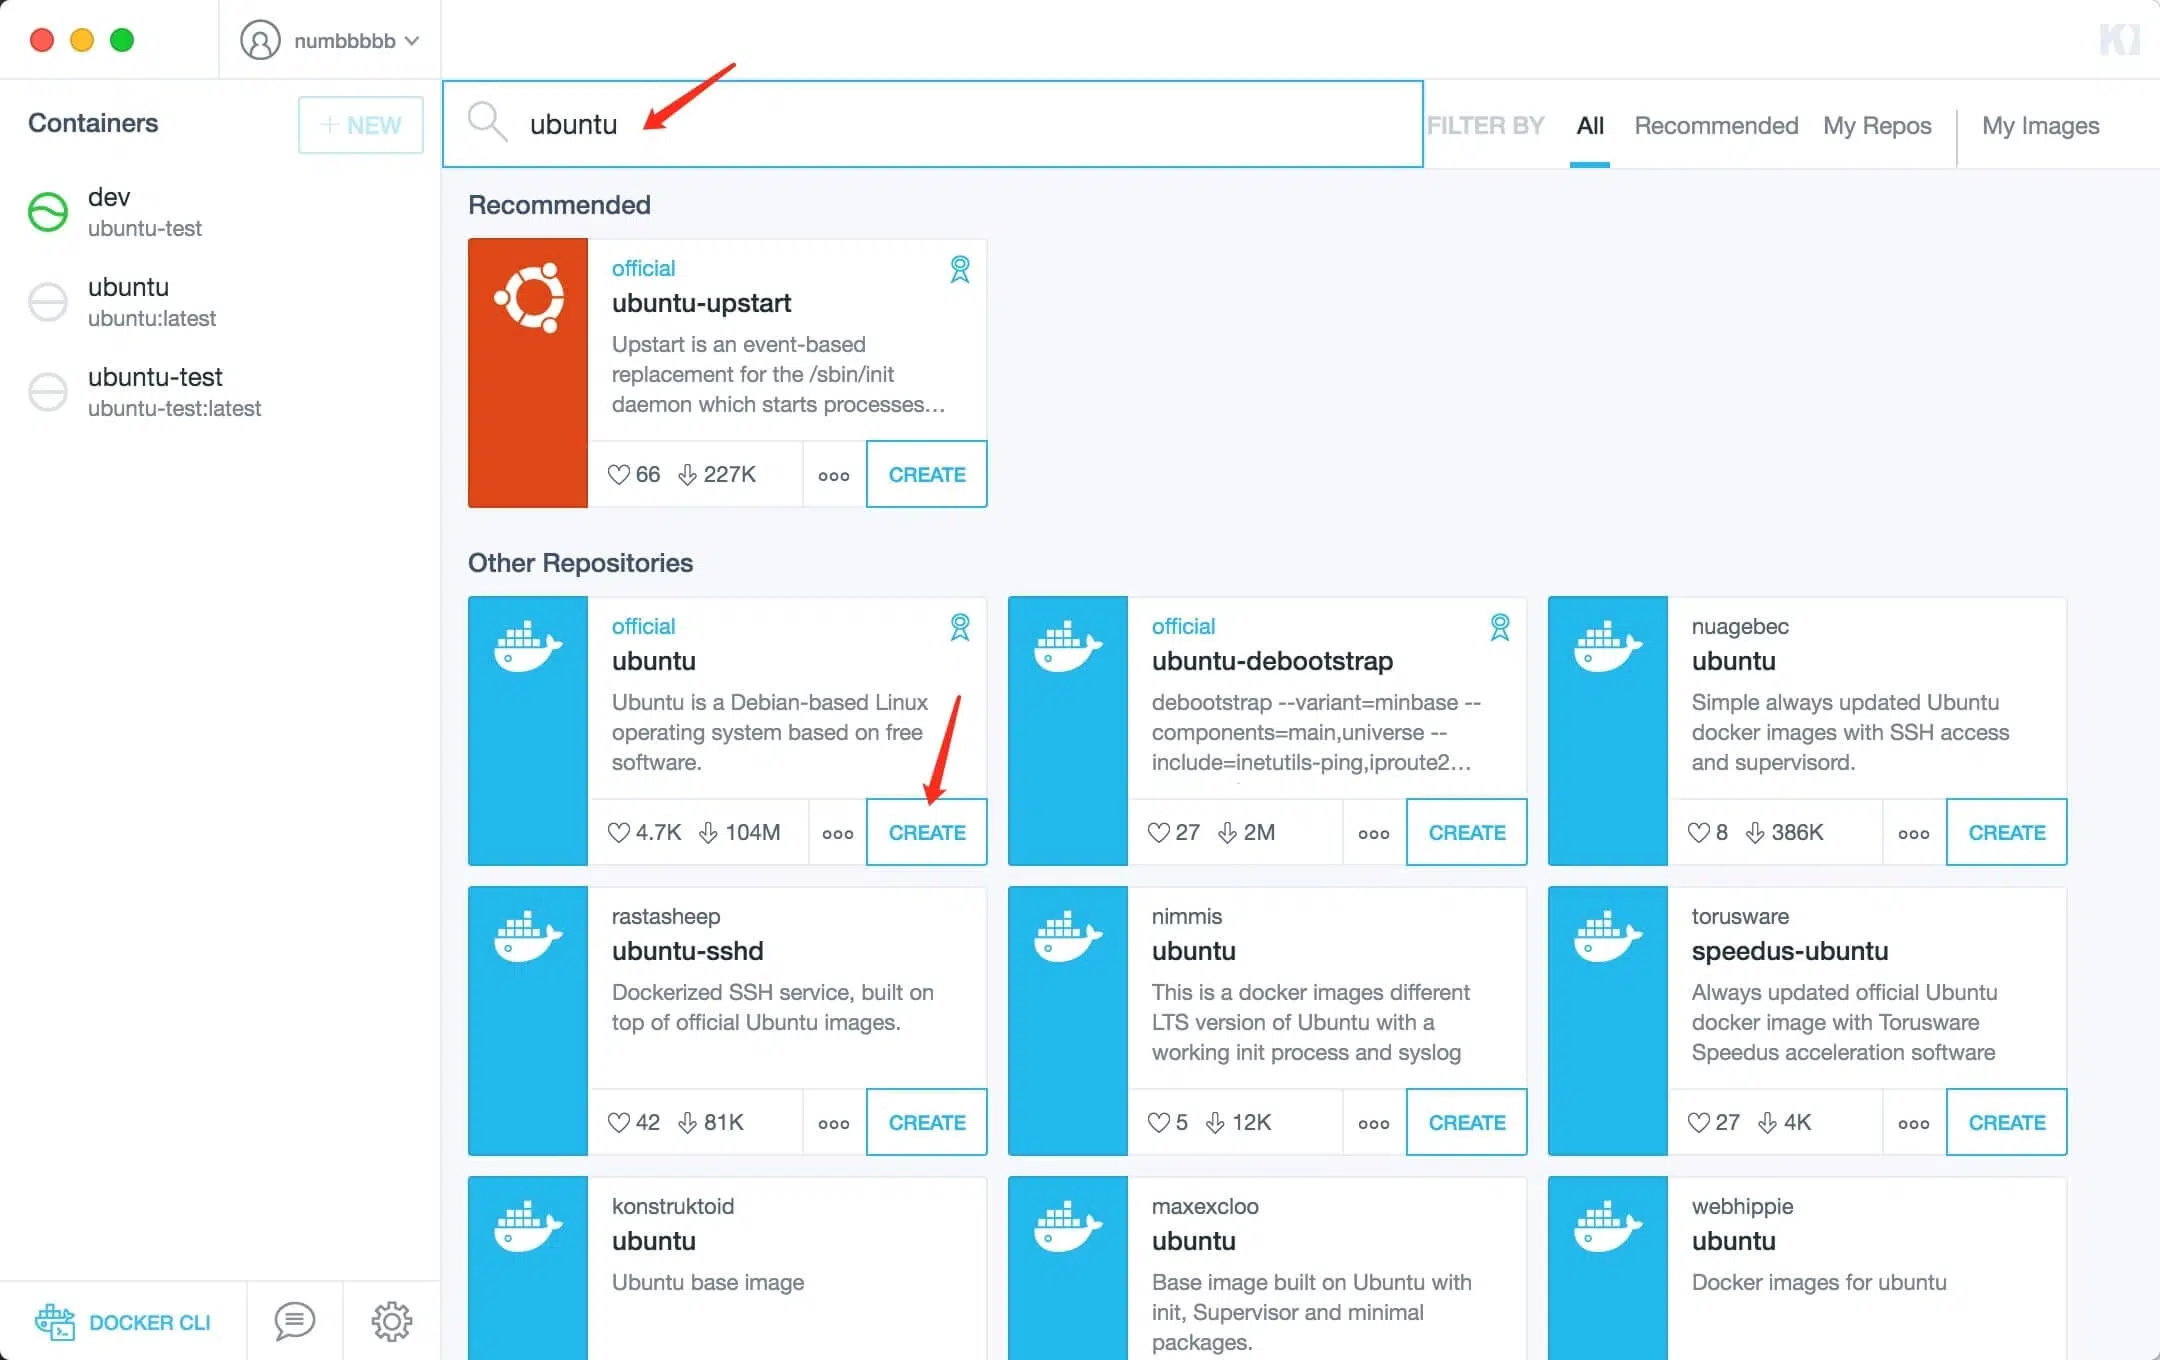 numbbbbb
Containers
+ NEW
dev
ubuntu-test
ubuntu
ubuntu:latest
ubuntu-test
ubuntu-test:latest
DOCKER CLI
ubuntu
FILTER BY All Recommended My Repos My Images
Recommended
official
ubuntu-upstart
Upstart is an event-based
replacement for the /sbin/init
daemon which starts processes...
66 227K
CREATE
Other Repositories
official
ubuntu
Ubuntu is a Debian-based Linux
operating system based on free
software.
4.7K 104M
CREATE
official
ubuntu-debootstrap
debootstrap --variant=minbase --
components=main,universe --
include=inetutils-ping,iproute2...
27 2M
CREATE
nuagebec
ubuntu
Simple always updated Ubuntu
docker images with SSH access
and supervisord.
8 386K
CREATE
rastasheep
ubuntu-sshd
Dockerized SSH service, built on
top of official Ubuntu images.
42 81K
CREATE
nimmis
ubuntu
This is a docker images different
LTS version of Ubuntu with a
working init process and syslog
5 12K
CREATE
torusware
speedus-ubuntu
Always updated official Ubuntu
docker image with Torusware
Speedus acceleration software
27 4K
CREATE
konstruktoid
ubuntu
Ubuntu base image
maxexcloo
ubuntu
Base image built on Ubuntu with
init, Supervisor and minimal
packages.
webhippie
ubuntu
Docker images for ubuntu